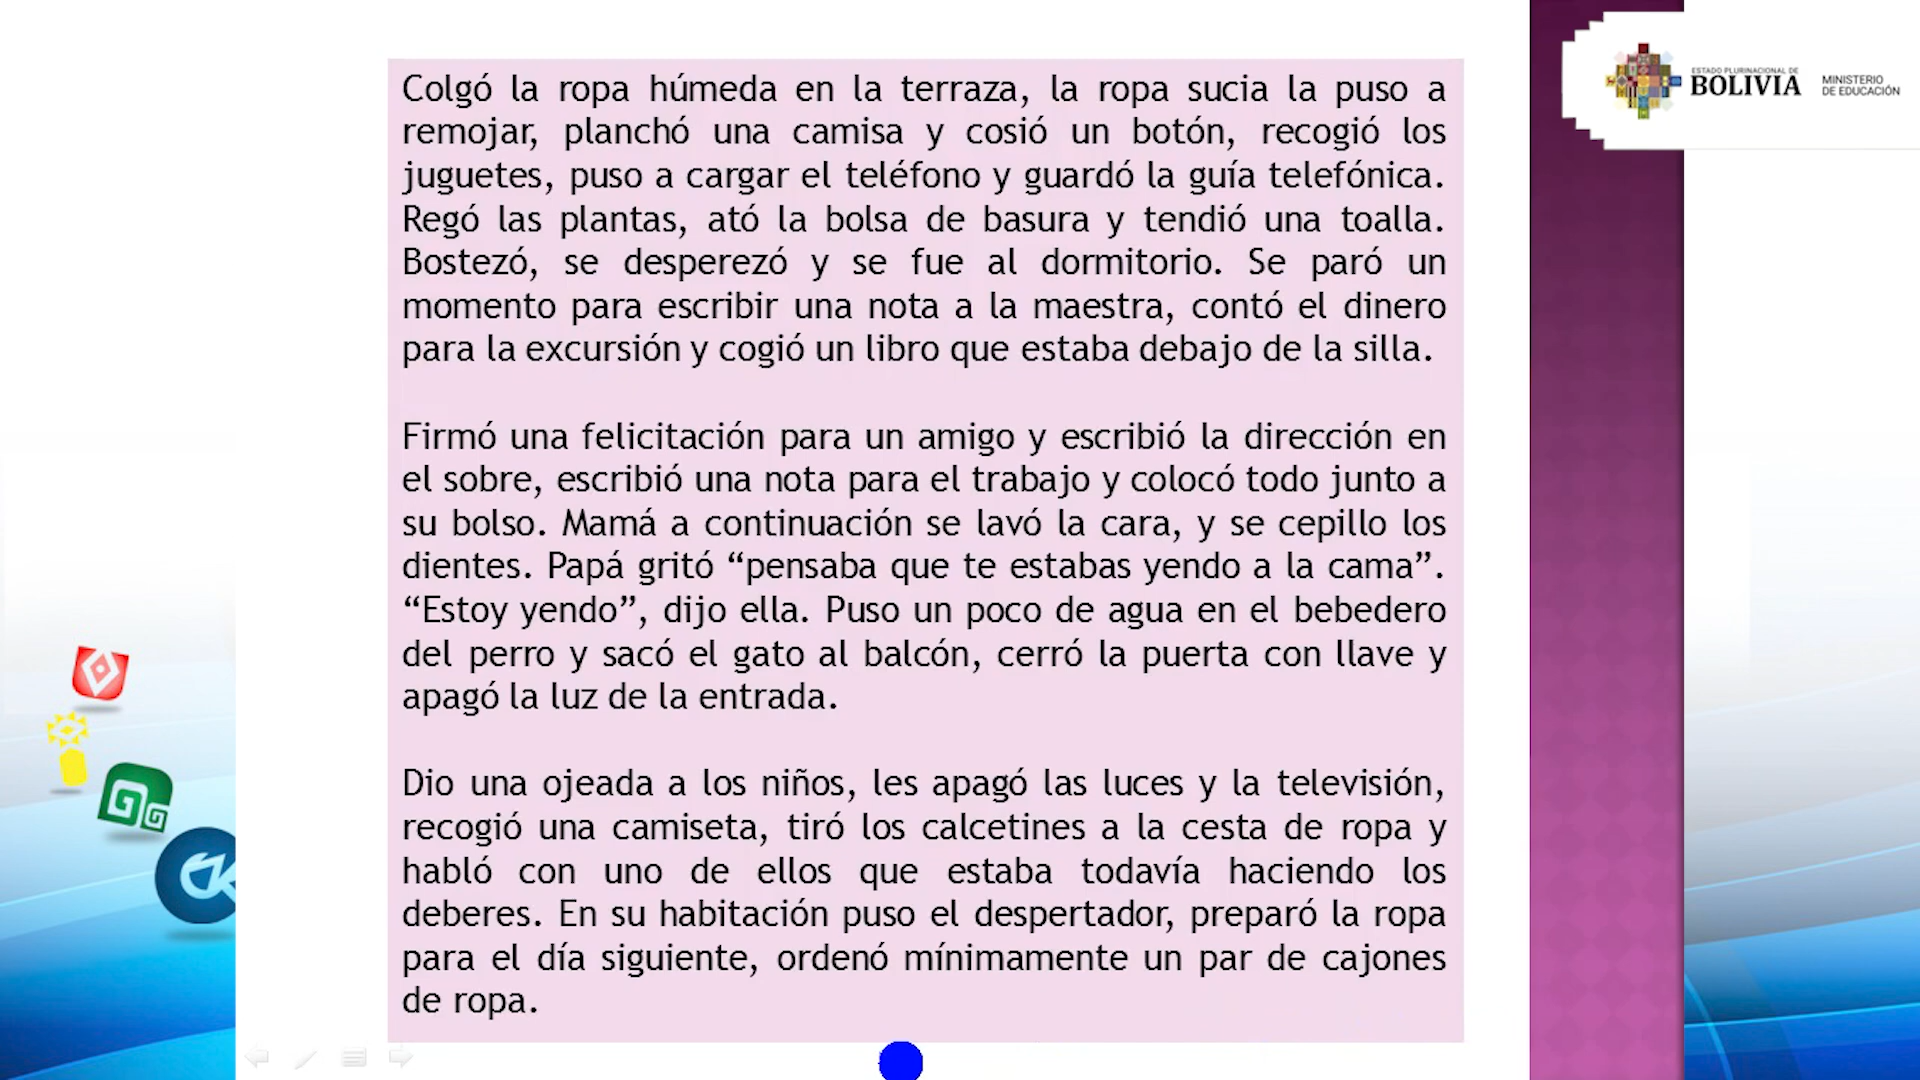 Colgó la ropa húmeda en la terraza, la ropa sucia la puso a
remojar, planchó una camisa y cosió un botón, recogió los
juguetes, puso a cargar el teléfono y guardó la guía telefónica.
Regó las plantas, ató la bolsa de basura y tendió una toalla.
Bostezó, se desperezó y se fue al dormitorio. Se paró un
momento para escribir una nota a la maestra, contó el dinero
para la excursión y cogió un libro que estaba debajo de la silla.
Firmó una felicitación para un amigo y escribió la dirección en
el sobre, escribió una nota para el trabajo y colocó todo junto a
su bolso. Mamá a continuación se lavó la cara, y se cepillo los
dientes. Papá gritó “pensaba que te estabas yendo a la cama”.
“Estoy yendo”, dijo ella. Puso un poco de agua en el bebedero
del perro y sacó el gato al balcón, cerró la puerta con llave y
apagó la luz de la entrada.
Dio una ojeada a los niños, les apagó las luces y la televisión,
recogió una camiseta, tiró los calcetines a la cesta de ropa y
habló con uno de ellos que estaba todavía haciendo los
deberes. En su habitación puso el despertador, preparó la ropa
para el día siguiente, ordenó mínimamente un par de cajones
de ropa.
ESTADO PLURINACIONAL DE
BOLIVIA
MINISTERIO
DE EDUCACIÓN